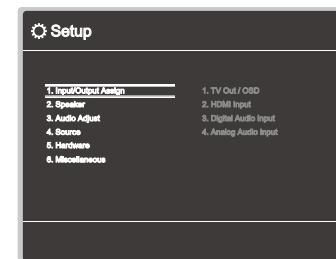 Setup
1. Input/Output Assign
2. Speaker
3. Audio Adjust
4. Source
5. Hardware
6. Miscellaneous
1. TV Out / OSD
2. HDMI Input
3. Digital Audio Input
4. Analog Audio Input